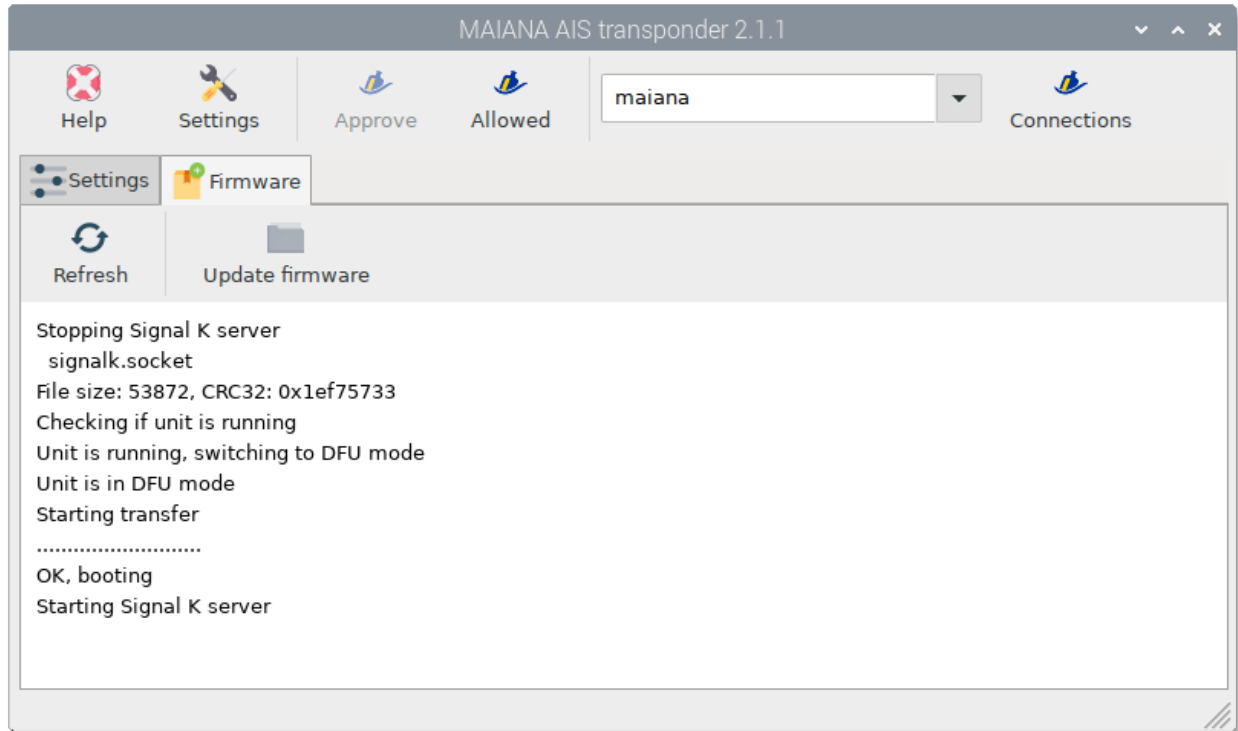 MAIANA AIS transponder 2.1.1
Help
Settings
Approve
Allowed
maiana
Connections
Settings
Firmware
Refresh
Update firmware
Stopping Signal K server
signalk.socket
File size: 53872, CRC32: 0x1ef75733
Checking if unit is running
Unit is running, switching to DFU mode
Unit is in DFU mode
Starting transfer
...........................
OK, booting
Starting Signal K server